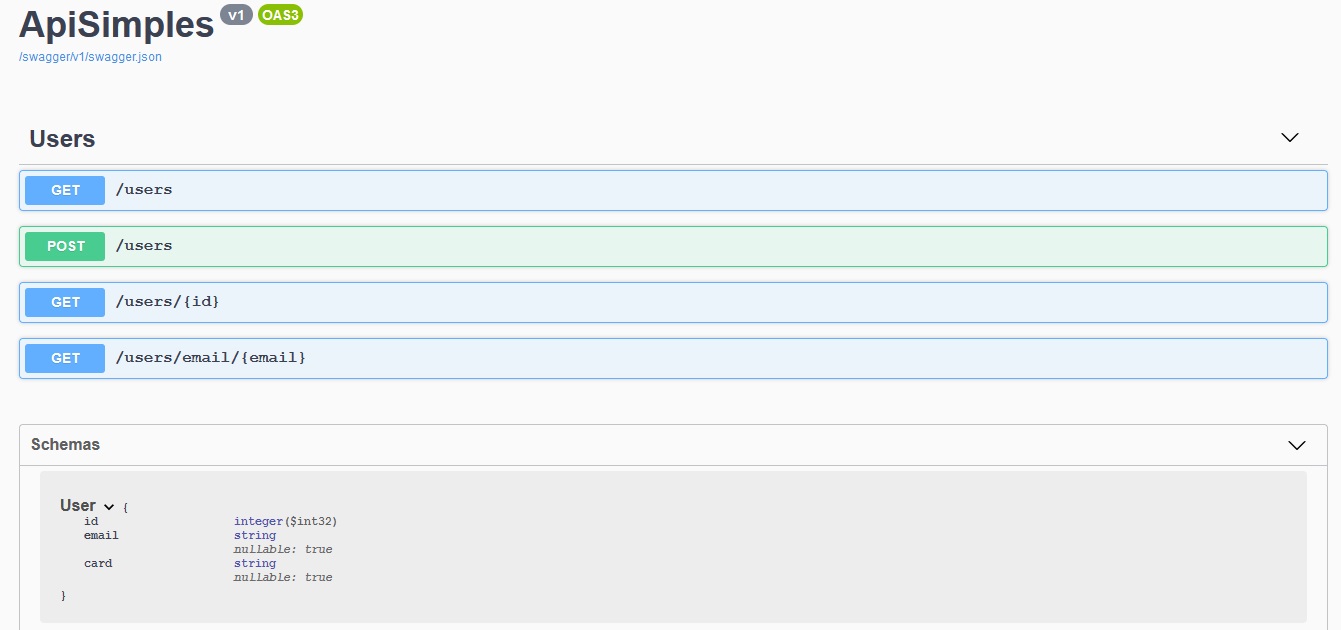 ApiSimples v1 OAS3
/swagger/v1/swagger.json
Users
GET /users
POST /users
GET /users/{id}
GET /users/email/{email}
Schemas
User {
id integer($int32)
email string
nullable: true
card string
nullable: true
}